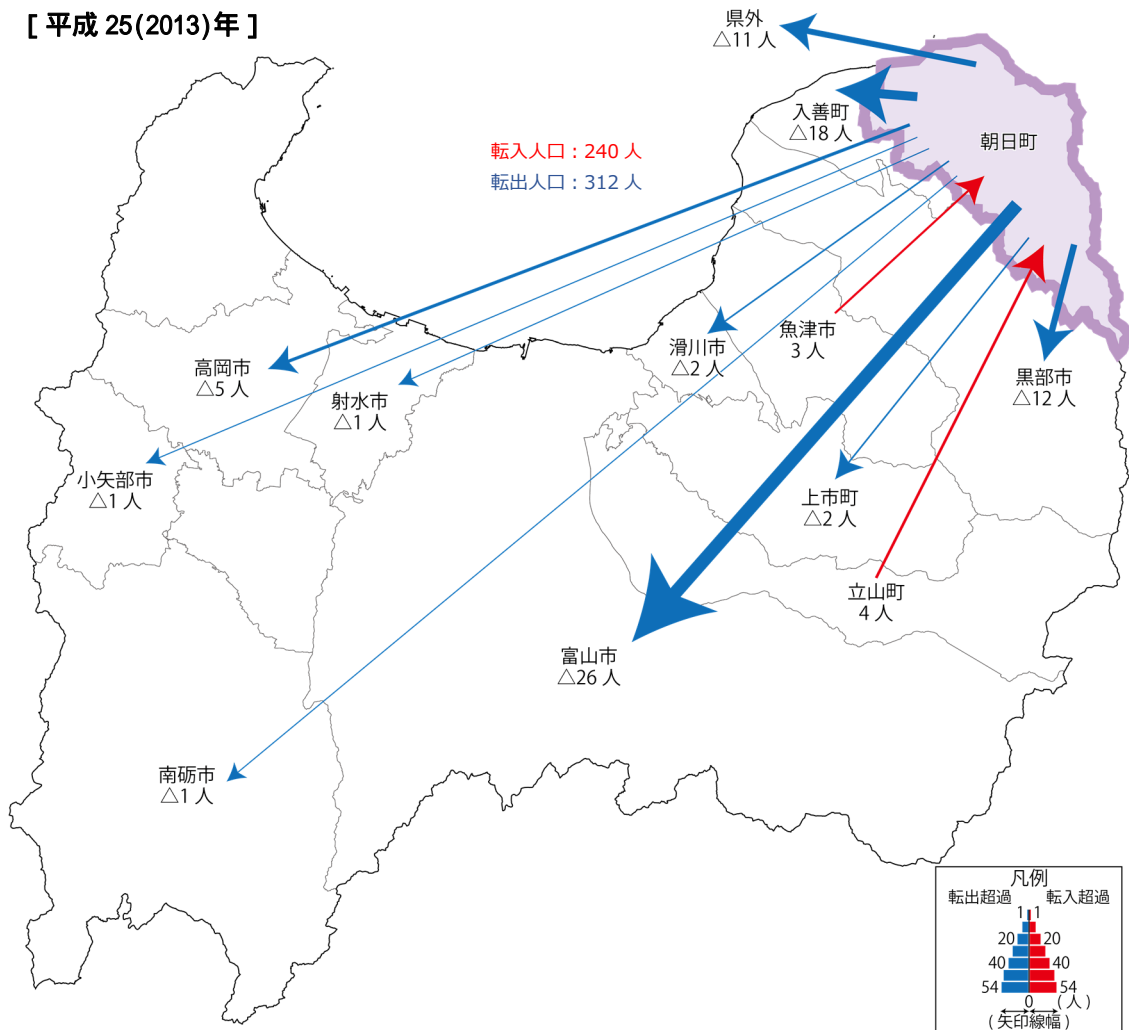 [ 平成 25(2013)年 ]
県外
△11 人
入善町
△18 人
朝日町
転入人口：240 人
転出人口：312 人
魚津市
3 人
滑川市
△2 人
黒部市
△12 人
高岡市
△5 人
射水市
△1 人
小矢部市
△1 人
上市町
△2 人
立山町
4 人
富山市
△26 人
南砺市
△1 人
凡例
転出超過 転入超過
1 1
20 20
40 40
54 54
0 (人)
(矢印線幅)